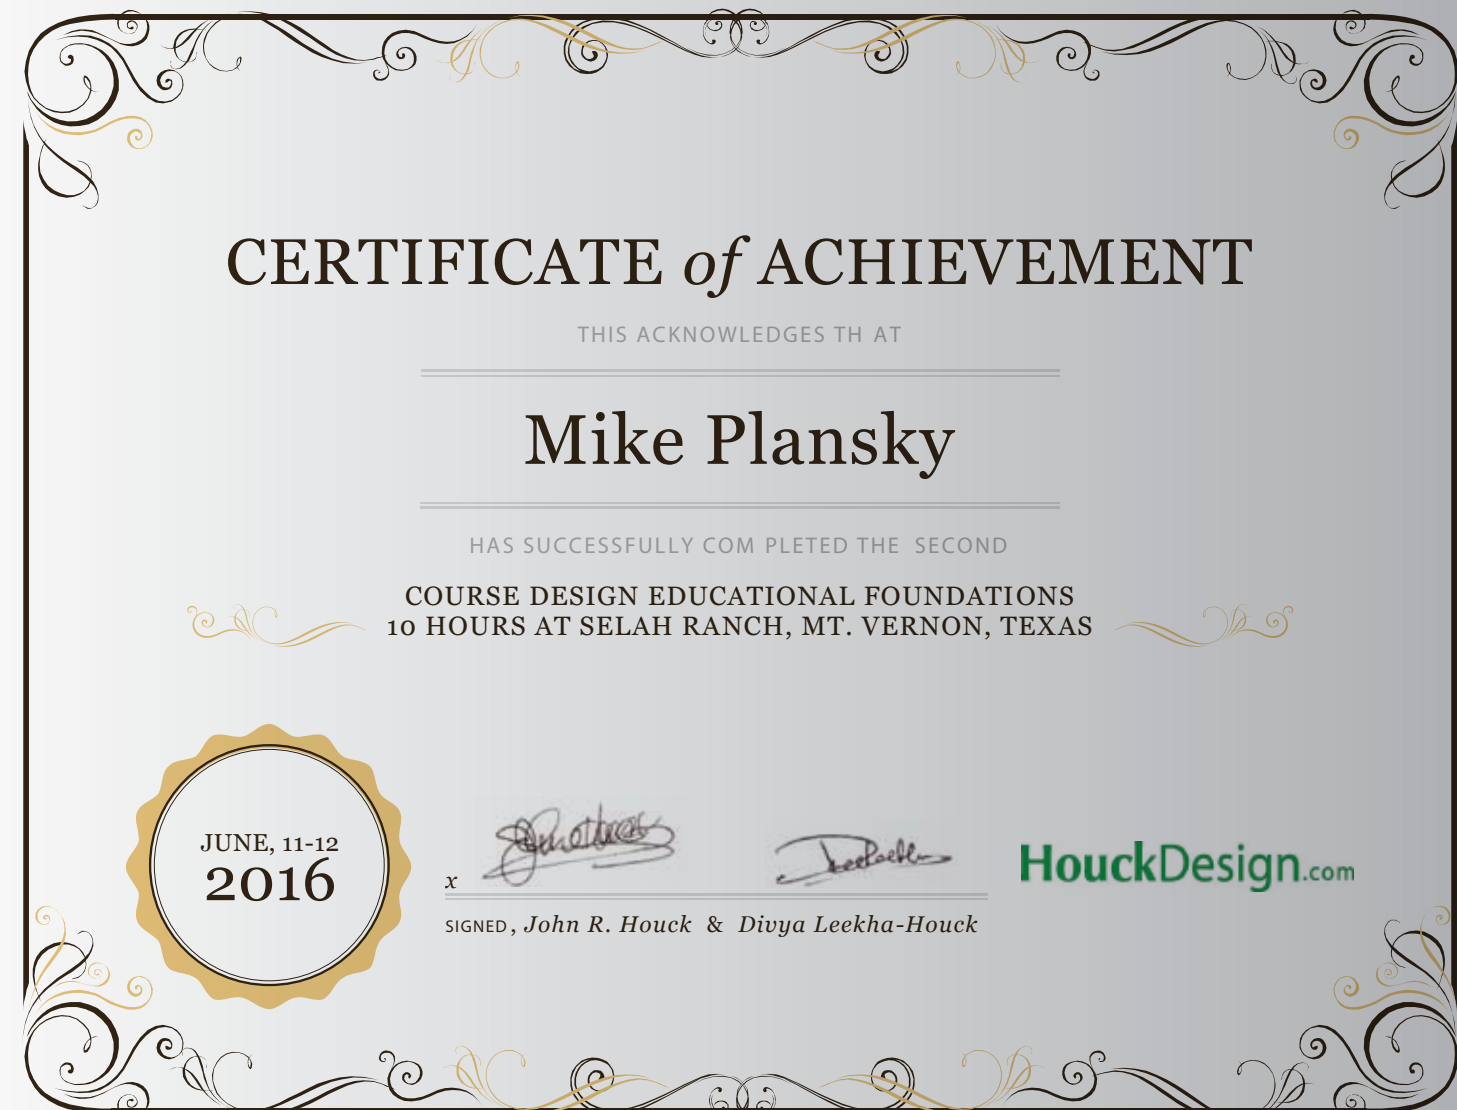 CERTIFICATE of ACHIEVEMENT
THIS ACKNOWLEDGES TH AT
Mike Plansky
HAS SUCCESSFULLY COM PLETED THE SECOND
COURSE DESIGN EDUCATIONAL FOUNDATIONS
10 HOURS AT SELAH RANCH, MT. VERNON, TEXAS
JUNE, 11-12
2016
x
SIGNED, John R. Houck & Divya Leekha-Houck
HouckDesign.com